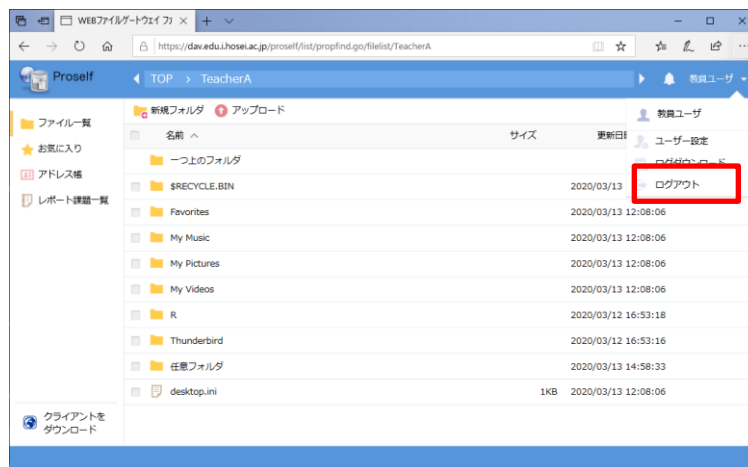 WEBファイルゲートウェイ ファ
https://dav.edu.i.hosei.ac.jp/proself/list/propfind.go/filelist/TeacherA
Proself
TOP > TeacherA
教員ユーザ
ファイル一覧
お気に入り
アドレス帳
レポート課題一覧
新規フォルダ アップロード
名前 サイズ 更新日
一つ上のフォルダ
$RECYCLE.BIN 2020/03/13
Favorites 2020/03/13 12:08:06
My Music 2020/03/13 12:08:06
My Pictures 2020/03/13 12:08:06
My Videos 2020/03/13 12:08:06
R 2020/03/12 16:53:18
Thunderbird 2020/03/12 16:53:16
任意フォルダ 2020/03/13 14:58:33
desktop.ini 1KB 2020/03/13 12:08:06
教員ユーザ
ユーザー設定
ログダウンロード
ログアウト
クライアントを
ダウンロード